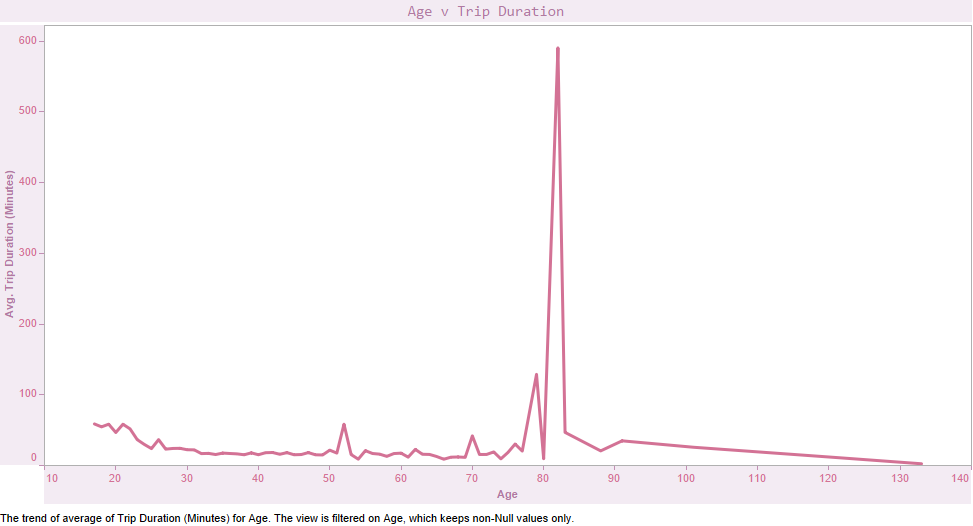 Age v Trip Duration
600
500
400
300
200
100
0
Avg. Trip Duration (Minutes)
10 20 30 40 50 60 70 80 90 100 110 120 130 140
Age
The trend of average of Trip Duration (Minutes) for Age. The view is filtered on Age, which keeps non-Null values only.